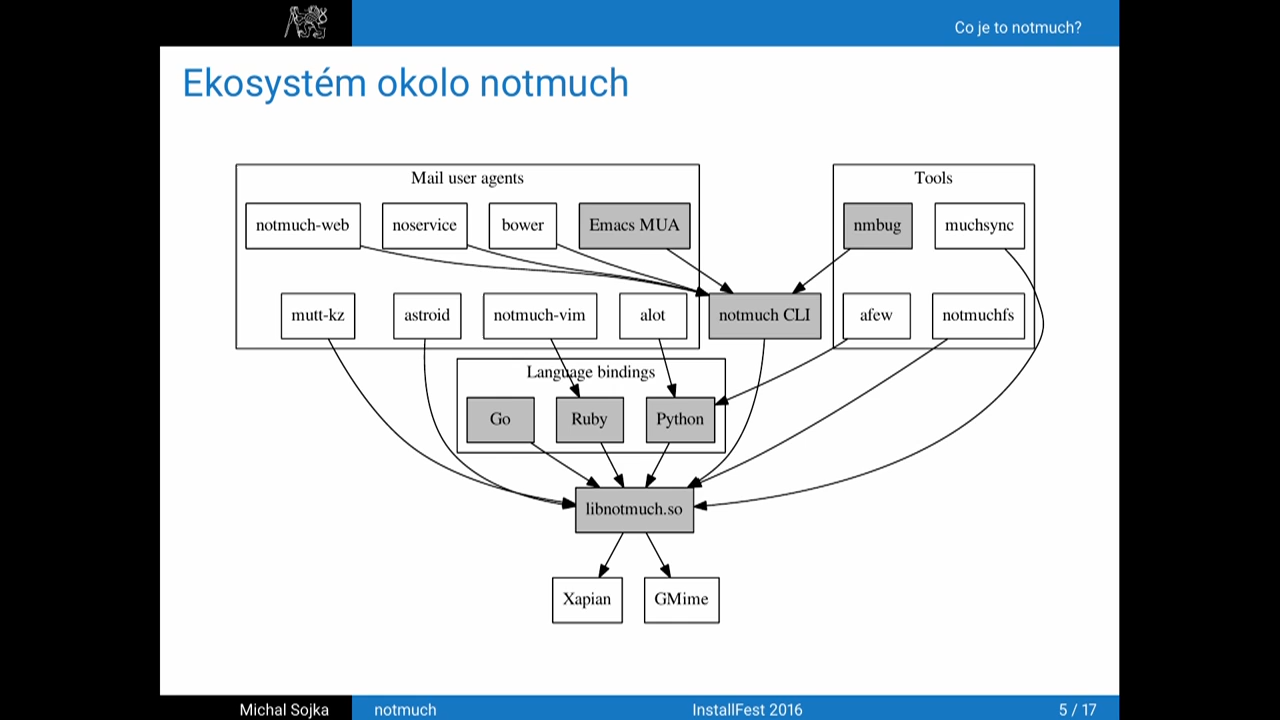 Co je to notmuch?
Ekosystém okolo notmuch
Mail user agents
Tools
notmuch-web
noservice
bower
Emacs MUA
nmbug
muchsync
mutt-kz
astroid
notmuch-vim
alot
notmuch CLI
afew
notmuchfs
Language bindings
Go
Ruby
Python
libnotmuch.so
Xapian
GMime
Michal Sojka
notmuch
InstallFest 2016
5 / 17